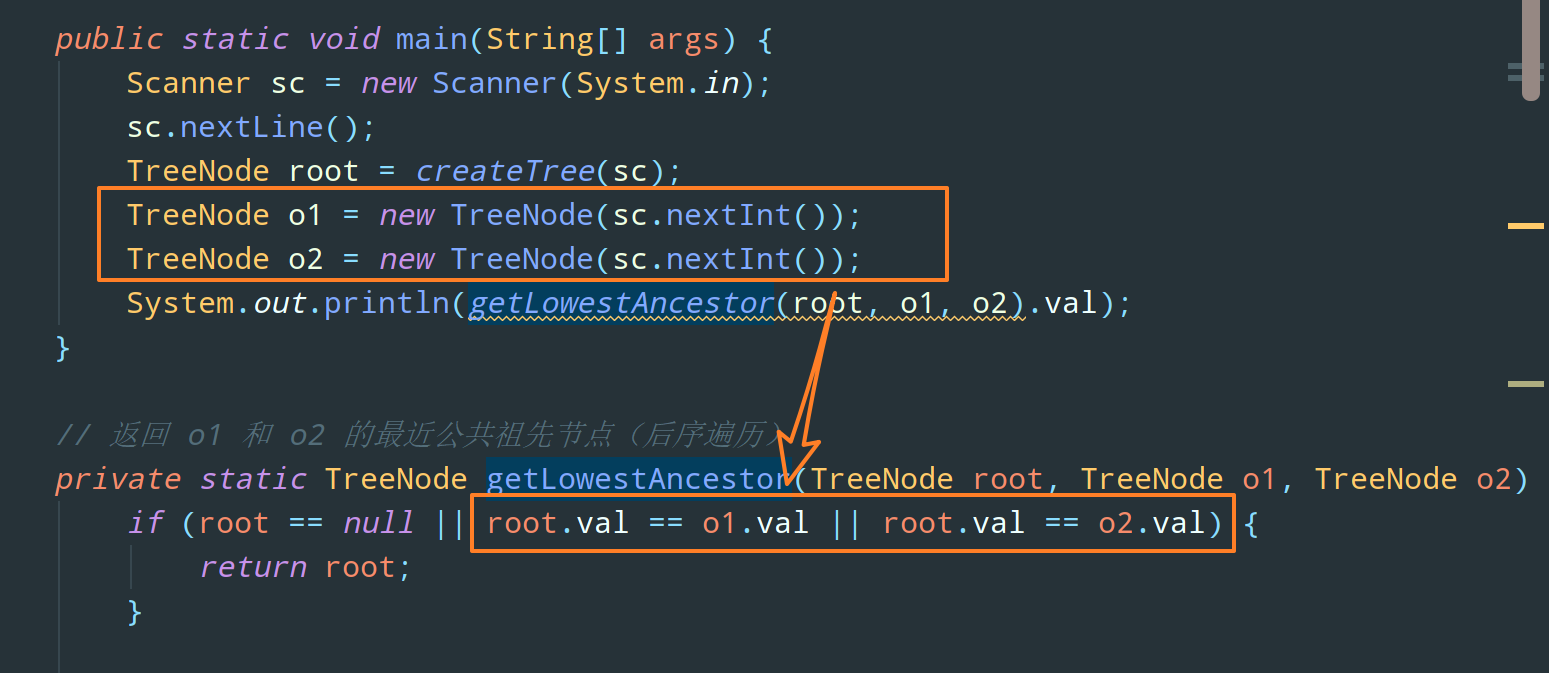 public static void main(String[] args) {
Scanner sc = new Scanner(System.in);
sc.nextLine();
TreeNode root = createTree(sc);
TreeNode o1 = new TreeNode(sc.nextInt());
TreeNode o2 = new TreeNode(sc.nextInt());
System.out.println(getLowestAncestor(root, o1, o2).val);
}
// 返回 o1 和 o2 的最近公共祖先节点（后序遍历）
private static TreeNode getLowestAncestor(TreeNode root, TreeNode o1, TreeNode o2)
if (root == null || root.val == o1.val || root.val == o2.val) {
return root;
}